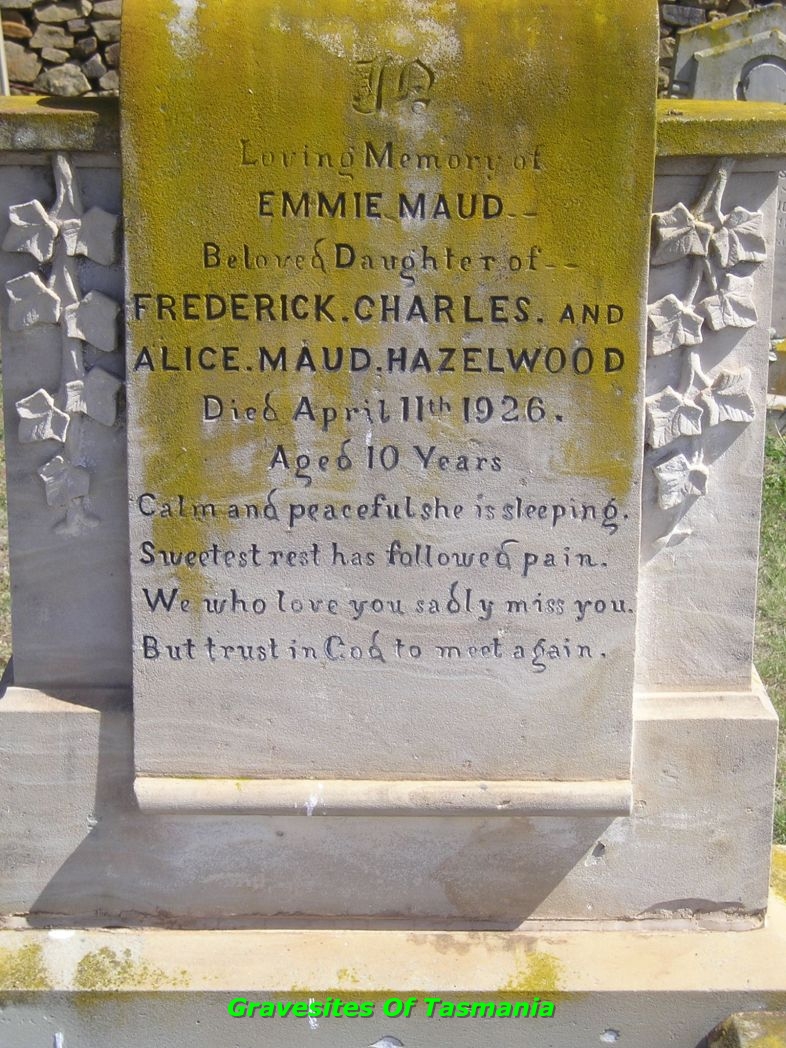 In
Loving Memory of
EMMIE MAUD
Beloved Daughter of
FREDERICK. CHARLES. AND
ALICE. MAUD. HAZELWOOD
Died April 11th 1926.
Aged 10 Years
Calm and peaceful she is sleeping.
Sweetest rest has followed pain.
We who love you sadly miss you.
But trust in God to meet again.
Gravesites Of Tasmania